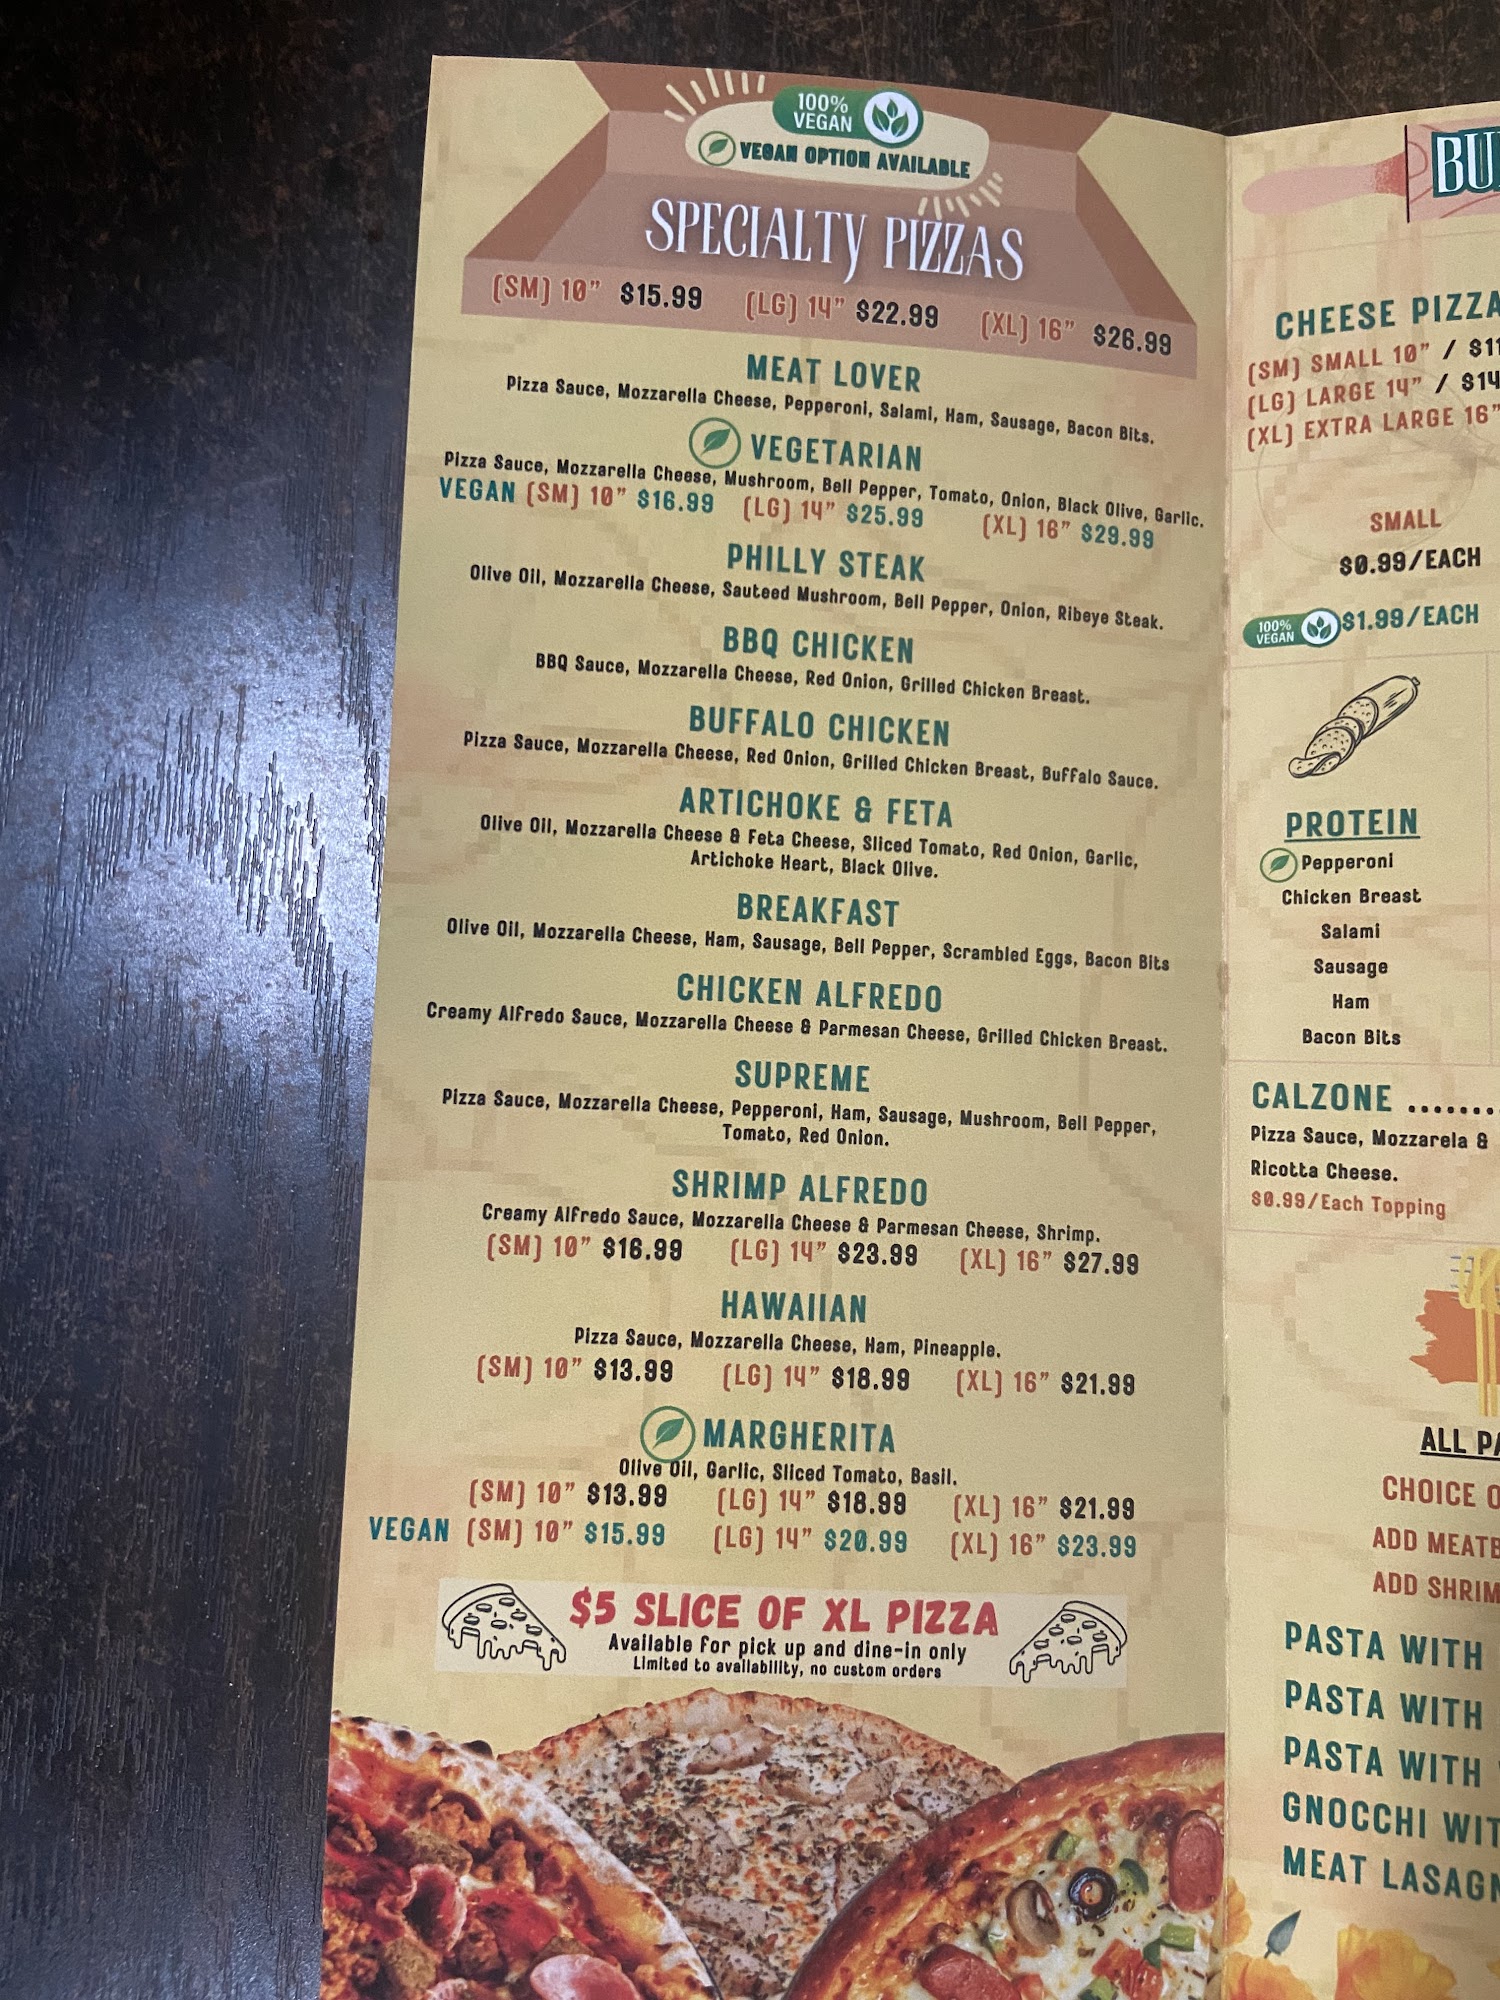 100%
VEGAN
VEGAN OPTION AVAILABLE
SPECIALTY PIZZAS
(SM) 10” $15.99 (LG) 14” $22.99 (XL) 16” $26.99
MEAT LOVER
Pizza Sauce, Mozzarella Cheese, Pepperoni, Salami, Ham, Sausage, Bacon Bits.
VEGETARIAN
Pizza Sauce, Mozzarella Cheese, Mushroom, Bell Pepper, Tomato, Onion, Black Olive, Garlic.
VEGAN (SM) 10” $16.99 (LG) 14” $25.99 (XL) 16” $29.99
PHILLY STEAK
Olive Oil, Mozzarella Cheese, Sauteed Mushroom, Bell Pepper, Onion, Ribeye Steak.
BBQ CHICKEN
BBQ Sauce, Mozzarella Cheese, Red Onion, Grilled Chicken Breast.
BUFFALO CHICKEN
Pizza Sauce, Mozzarella Cheese, Red Onion, Grilled Chicken Breast, Buffalo Sauce.
ARTICHOKE & FETA
Olive Oil, Mozzarella Cheese & Feta Cheese, Sliced Tomato, Red Onion, Garlic,
Artichoke Heart, Black Olive.
BREAKFAST
Olive Oil, Mozzarella Cheese, Ham, Sausage, Bell Pepper, Scrambled Eggs, Bacon Bits
CHICKEN ALFREDO
Creamy Alfredo Sauce, Mozzarella Cheese & Parmesan Cheese, Grilled Chicken Breast.
SUPREME
Pizza Sauce, Mozzarella Cheese, Pepperoni, Ham, Sausage, Mushroom, Bell Pepper,
Tomato, Red Onion.
SHRIMP ALFREDO
Creamy Alfredo Sauce, Mozzarella Cheese & Parmesan Cheese, Shrimp.
(SM) 10” $16.99 (LG) 14” $23.99 (XL) 16” $27.99
HAWAIIAN
Pizza Sauce, Mozzarella Cheese, Ham, Pineapple.
(SM) 10” $13.99 (LG) 14” $18.99 (XL) 16” $21.99
MARGHERITA
Olive Oil, Garlic, Sliced Tomato, Basil.
(SM) 10” $13.99 (LG) 14” $18.99 (XL) 16” $21.99
VEGAN (SM) 10” $15.99 (LG) 14” $20.99 (XL) 16” $23.99
$5 SLICE OF XL PIZZA
Available for pick up and dine-in only
Limited to availability, no custom orders
CHEESE PIZZA
(SM) SMALL 10” /
(LG) LARGE 14” /
(XL) EXTRA LARGE 16”
SMALL
$0.99/EACH
100%
VEGAN
$1.99/EACH
PROTEIN
Pepperoni
Chicken Breast
Salami
Sausage
Ham
Bacon Bits
CALZONE ........
Pizza Sauce, Mozzarela &
Ricotta Cheese.
$0.99/Each Topping
ALL
CHOICE
ADD
ADD
PASTA WITH
PASTA WITH
PASTA WITH
GNOCCHI
MEAT